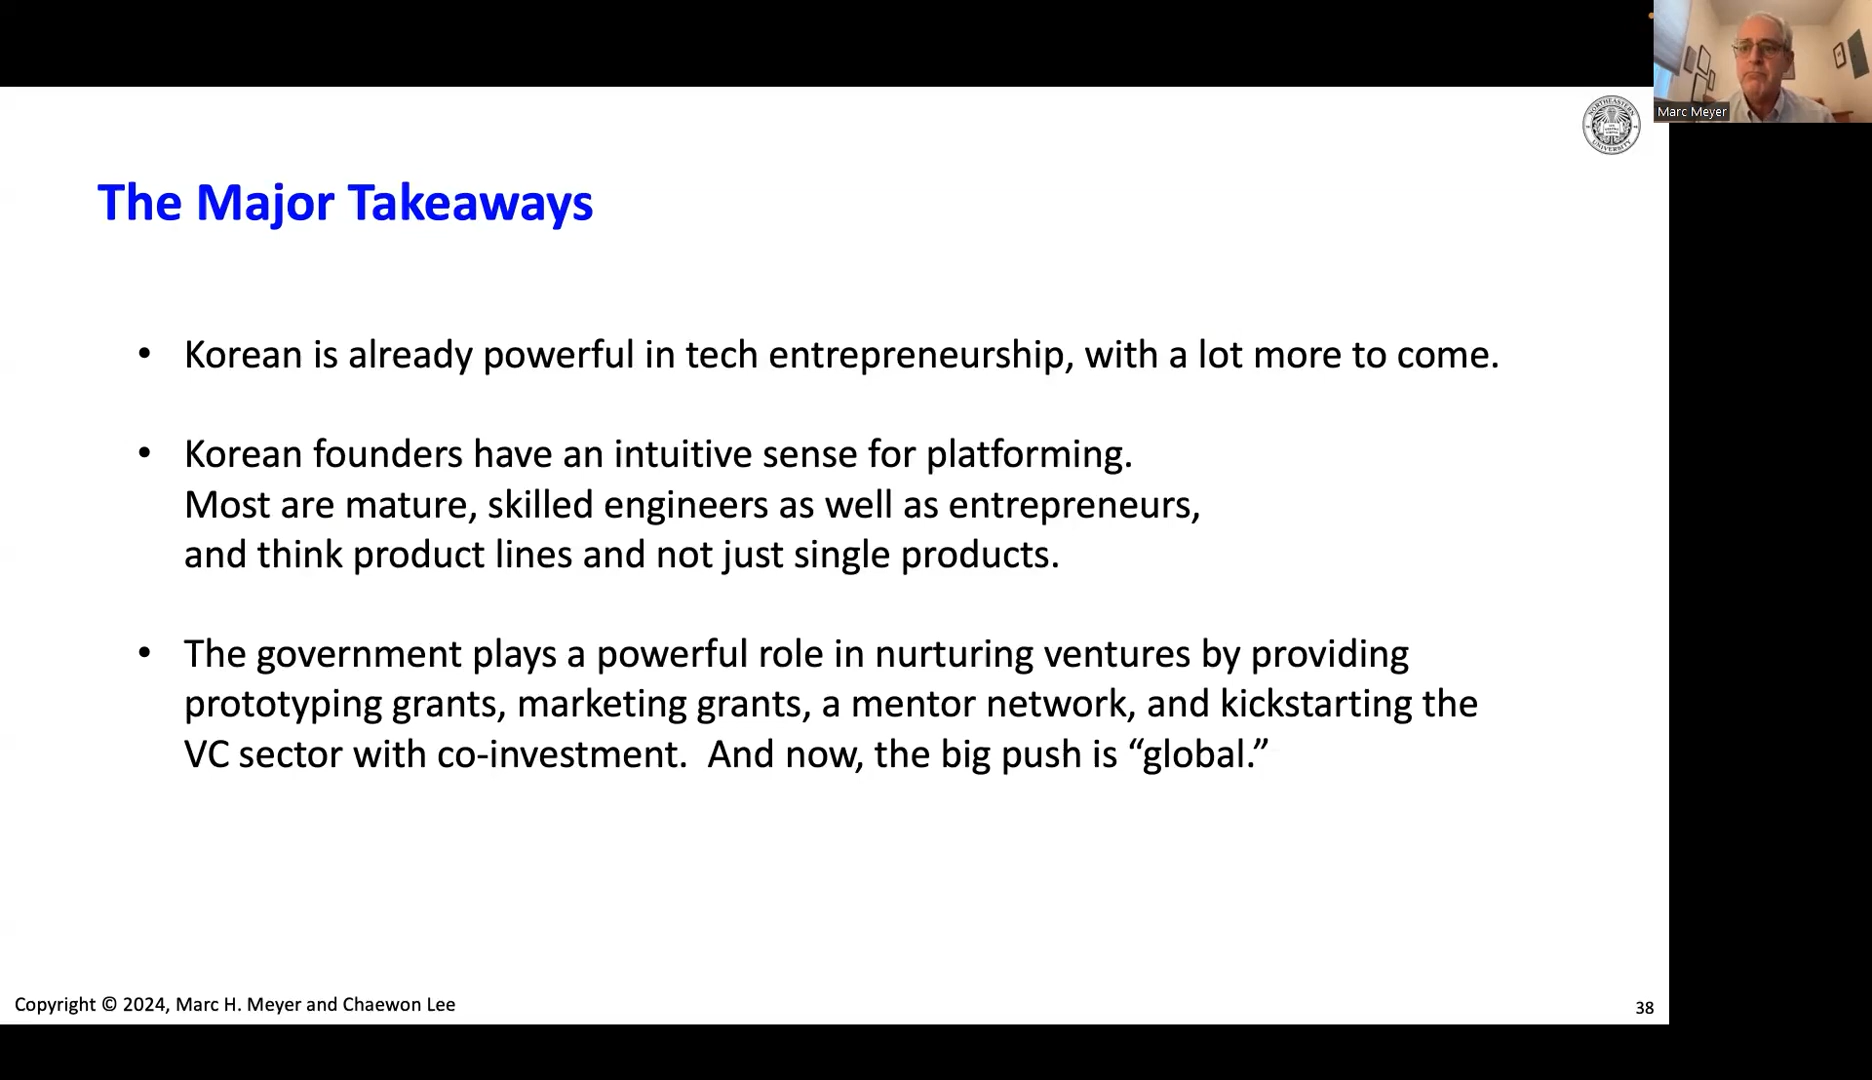 Marc Meyer
NORTHEASTERN
UNIVERSITY
The Major Takeaways
• Korean is already powerful in tech entrepreneurship, with a lot more to come.
• Korean founders have an intuitive sense for platforming.
Most are mature, skilled engineers as well as entrepreneurs,
and think product lines and not just single products.
• The government plays a powerful role in nurturing ventures by providing
prototyping grants, marketing grants, a mentor network, and kickstarting the
VC sector with co-investment.  And now, the big push is “global.”
Copyright © 2024, Marc H. Meyer and Chaewon Lee
38